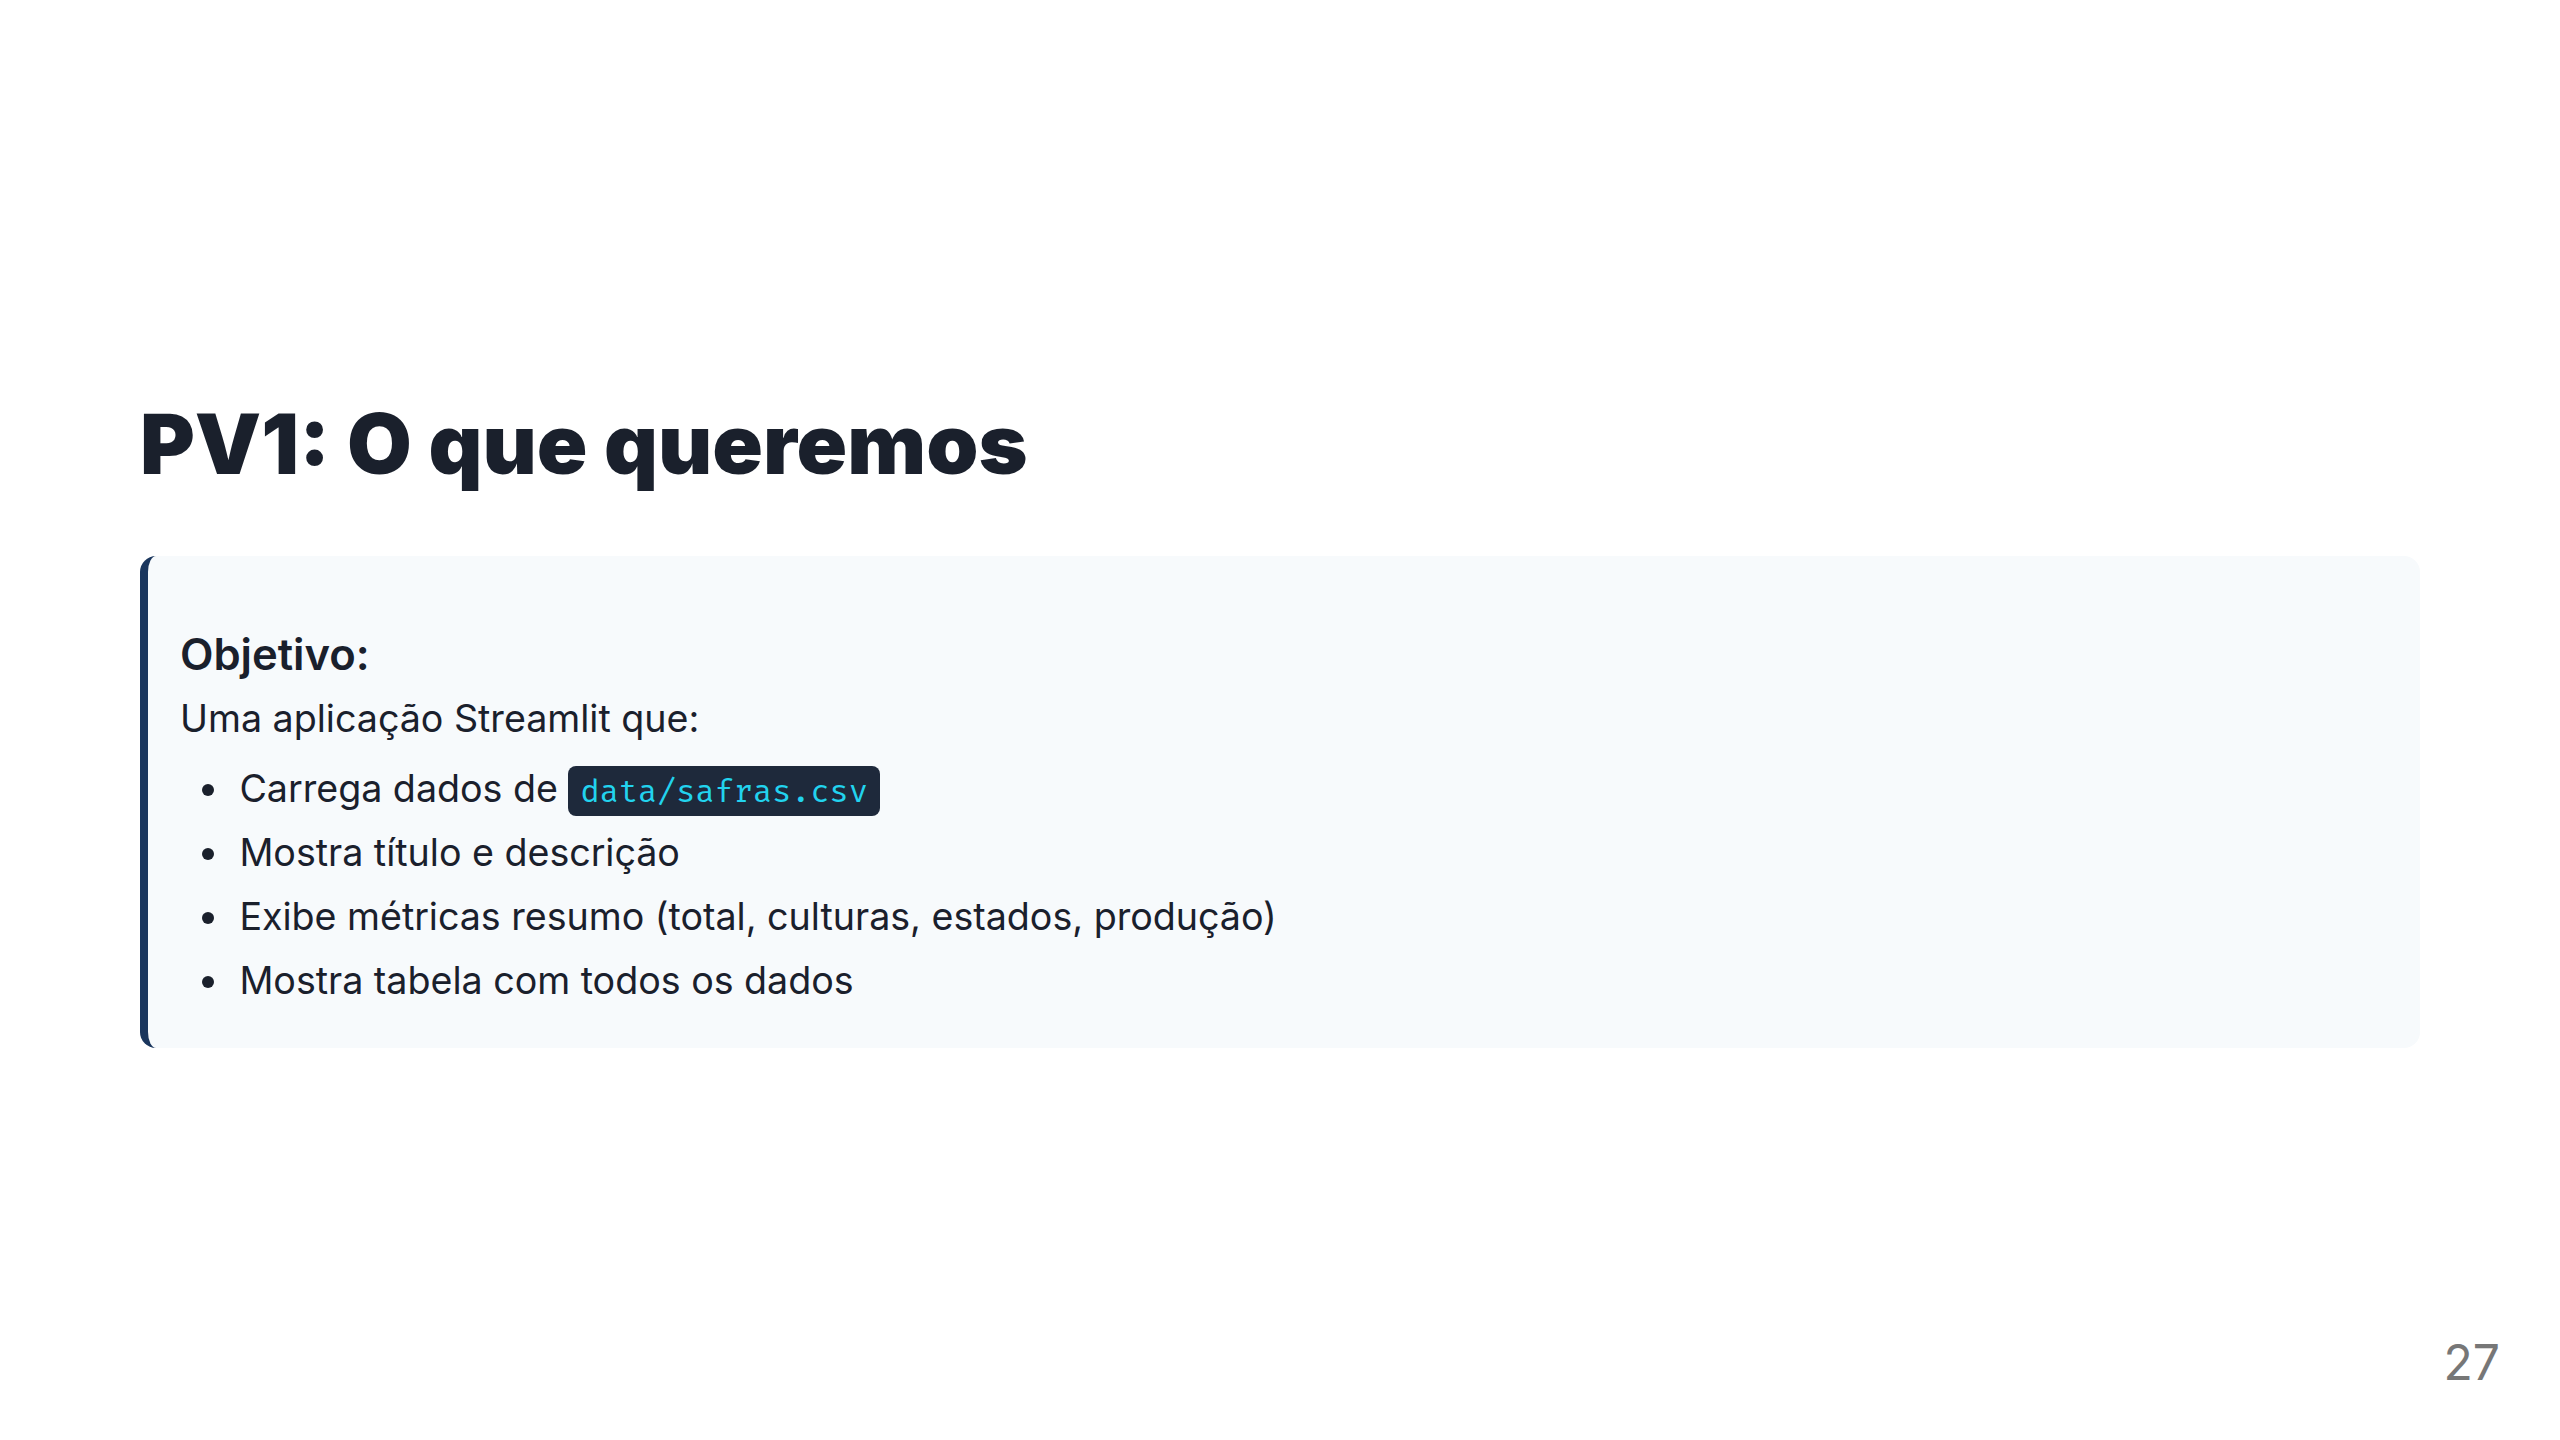 PV1: O que queremos
Objetivo:
Uma aplicação Streamlit que:
• Carrega dados de data/safras.csv
• Mostra título e descrição
• Exibe métricas resumo (total, culturas, estados, produção)
• Mostra tabela com todos os dados
27